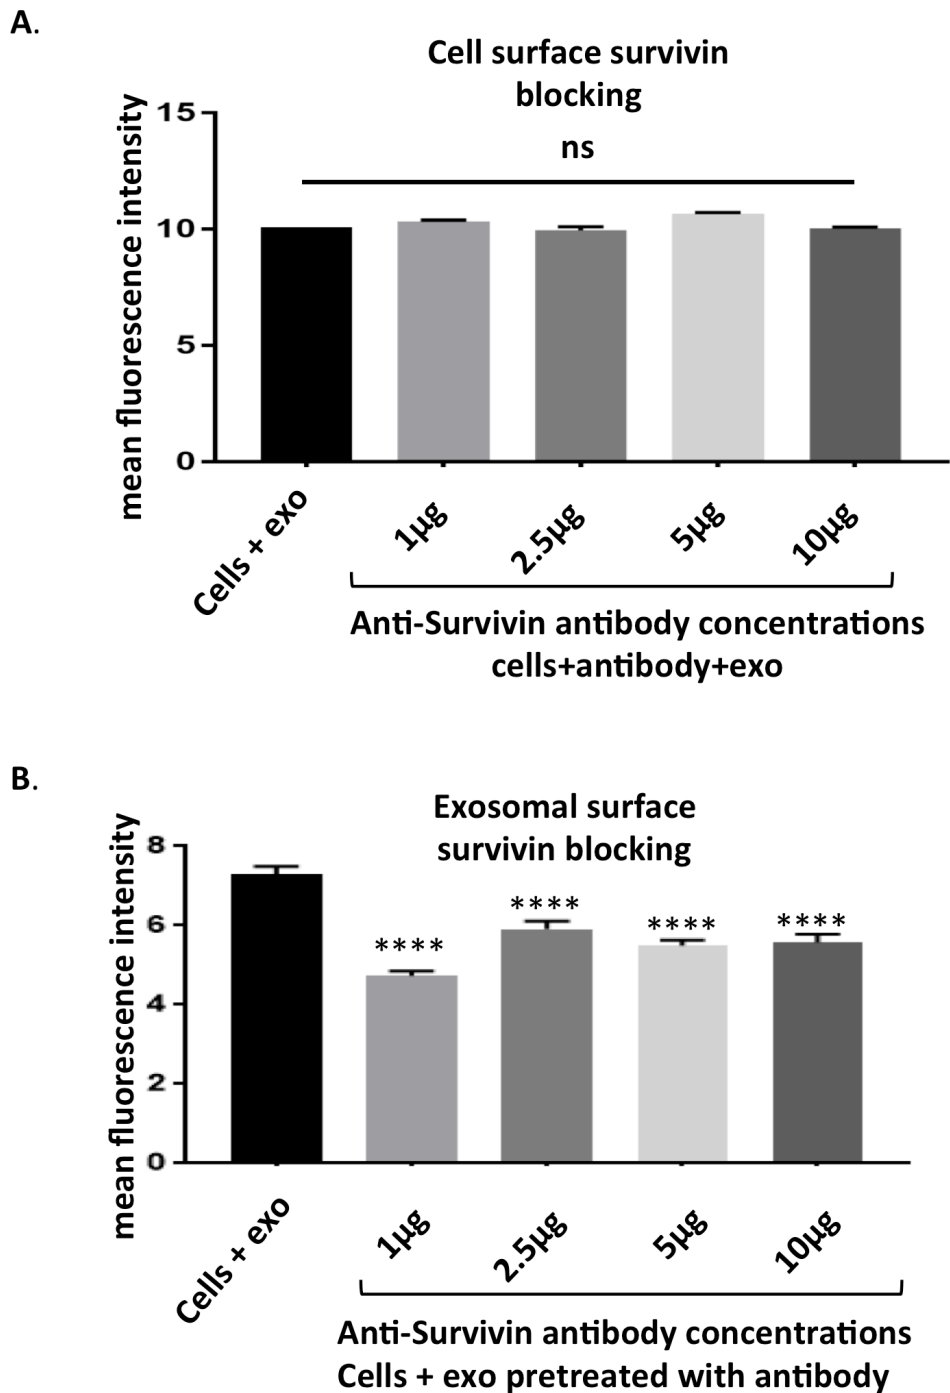 A.
Cell surface survivin
blocking
ns
mean fluorescence intensity
15
10
5
0
Cells + exo
1µg
2.5µg
5µg
10µg
Anti-Survivin antibody concentrations
cells+antibody+exo
B.
Exosomal surface
survivin blocking
mean fluorescence intensity
8
6
4
2
0
****
****
****
****
Cells + exo
1µg
2.5µg
5µg
10µg
Anti-Survivin antibody concentrations
Cells + exo pretreated with antibody